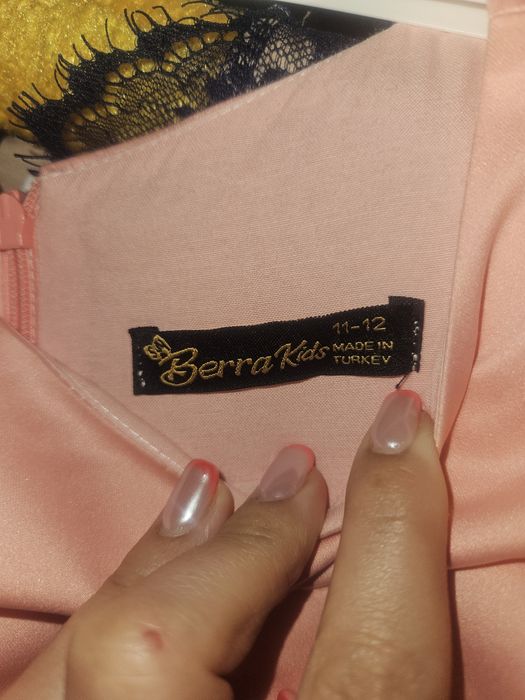 Berra Kids
11-12
MADE IN
TURKEY